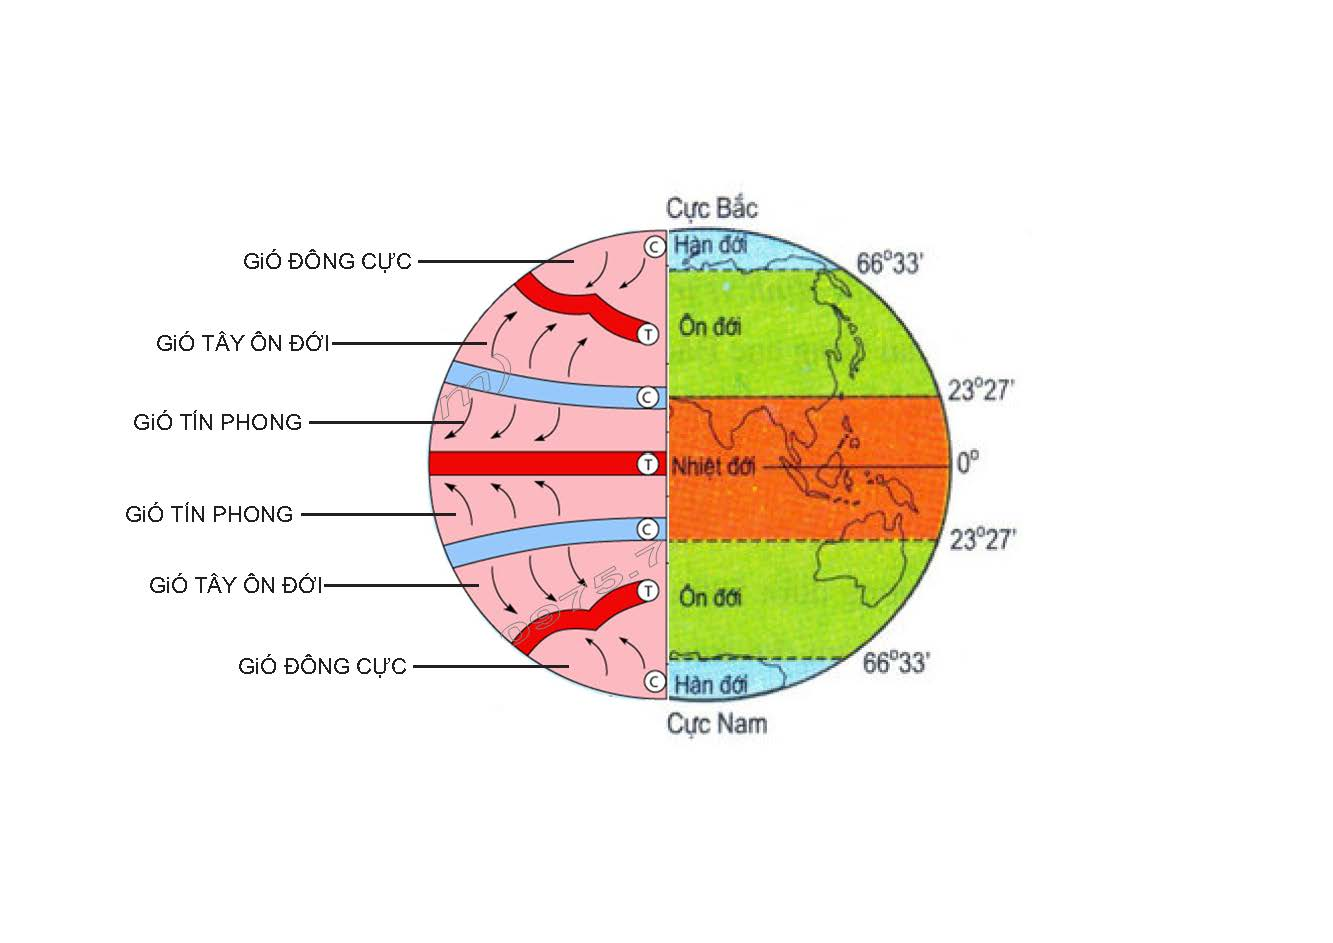 Cực Bắc
C
Hàn đới
GiÓ ĐÔNG CỰC
66°33'
GiÓ TÂY ÔN ĐỚI
T
Ôn đới
23°27'
C
m)
GiÓ TÍN PHONG
T
Nhiệt đới
0°
GiÓ TÍN PHONG
C
23°27'
GiÓ TÂY ÔN ĐỚI
0975.7
T
Ôn đới
GiÓ ĐÔNG CỰC
66°33'
C
Hàn đới
Cực Nam